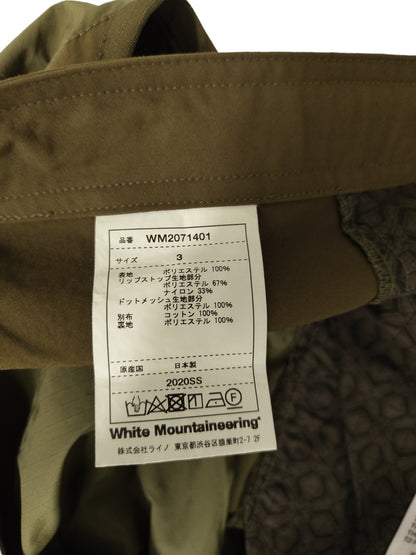 品番 WM2071401
サイズ 3
表地 ポリエステル 100%
リップストップ生地部分
ポリエステル 67%
ナイロン 33%
ドットメッシュ生地部分
ポリエステル 100%
別布 コットン 100%
裏地 ポリエステル 100%
原産国 日本製
2020SS
F
White Mountaineering®
株式会社ライノ 東京都渋谷区猿楽町2-7 2F